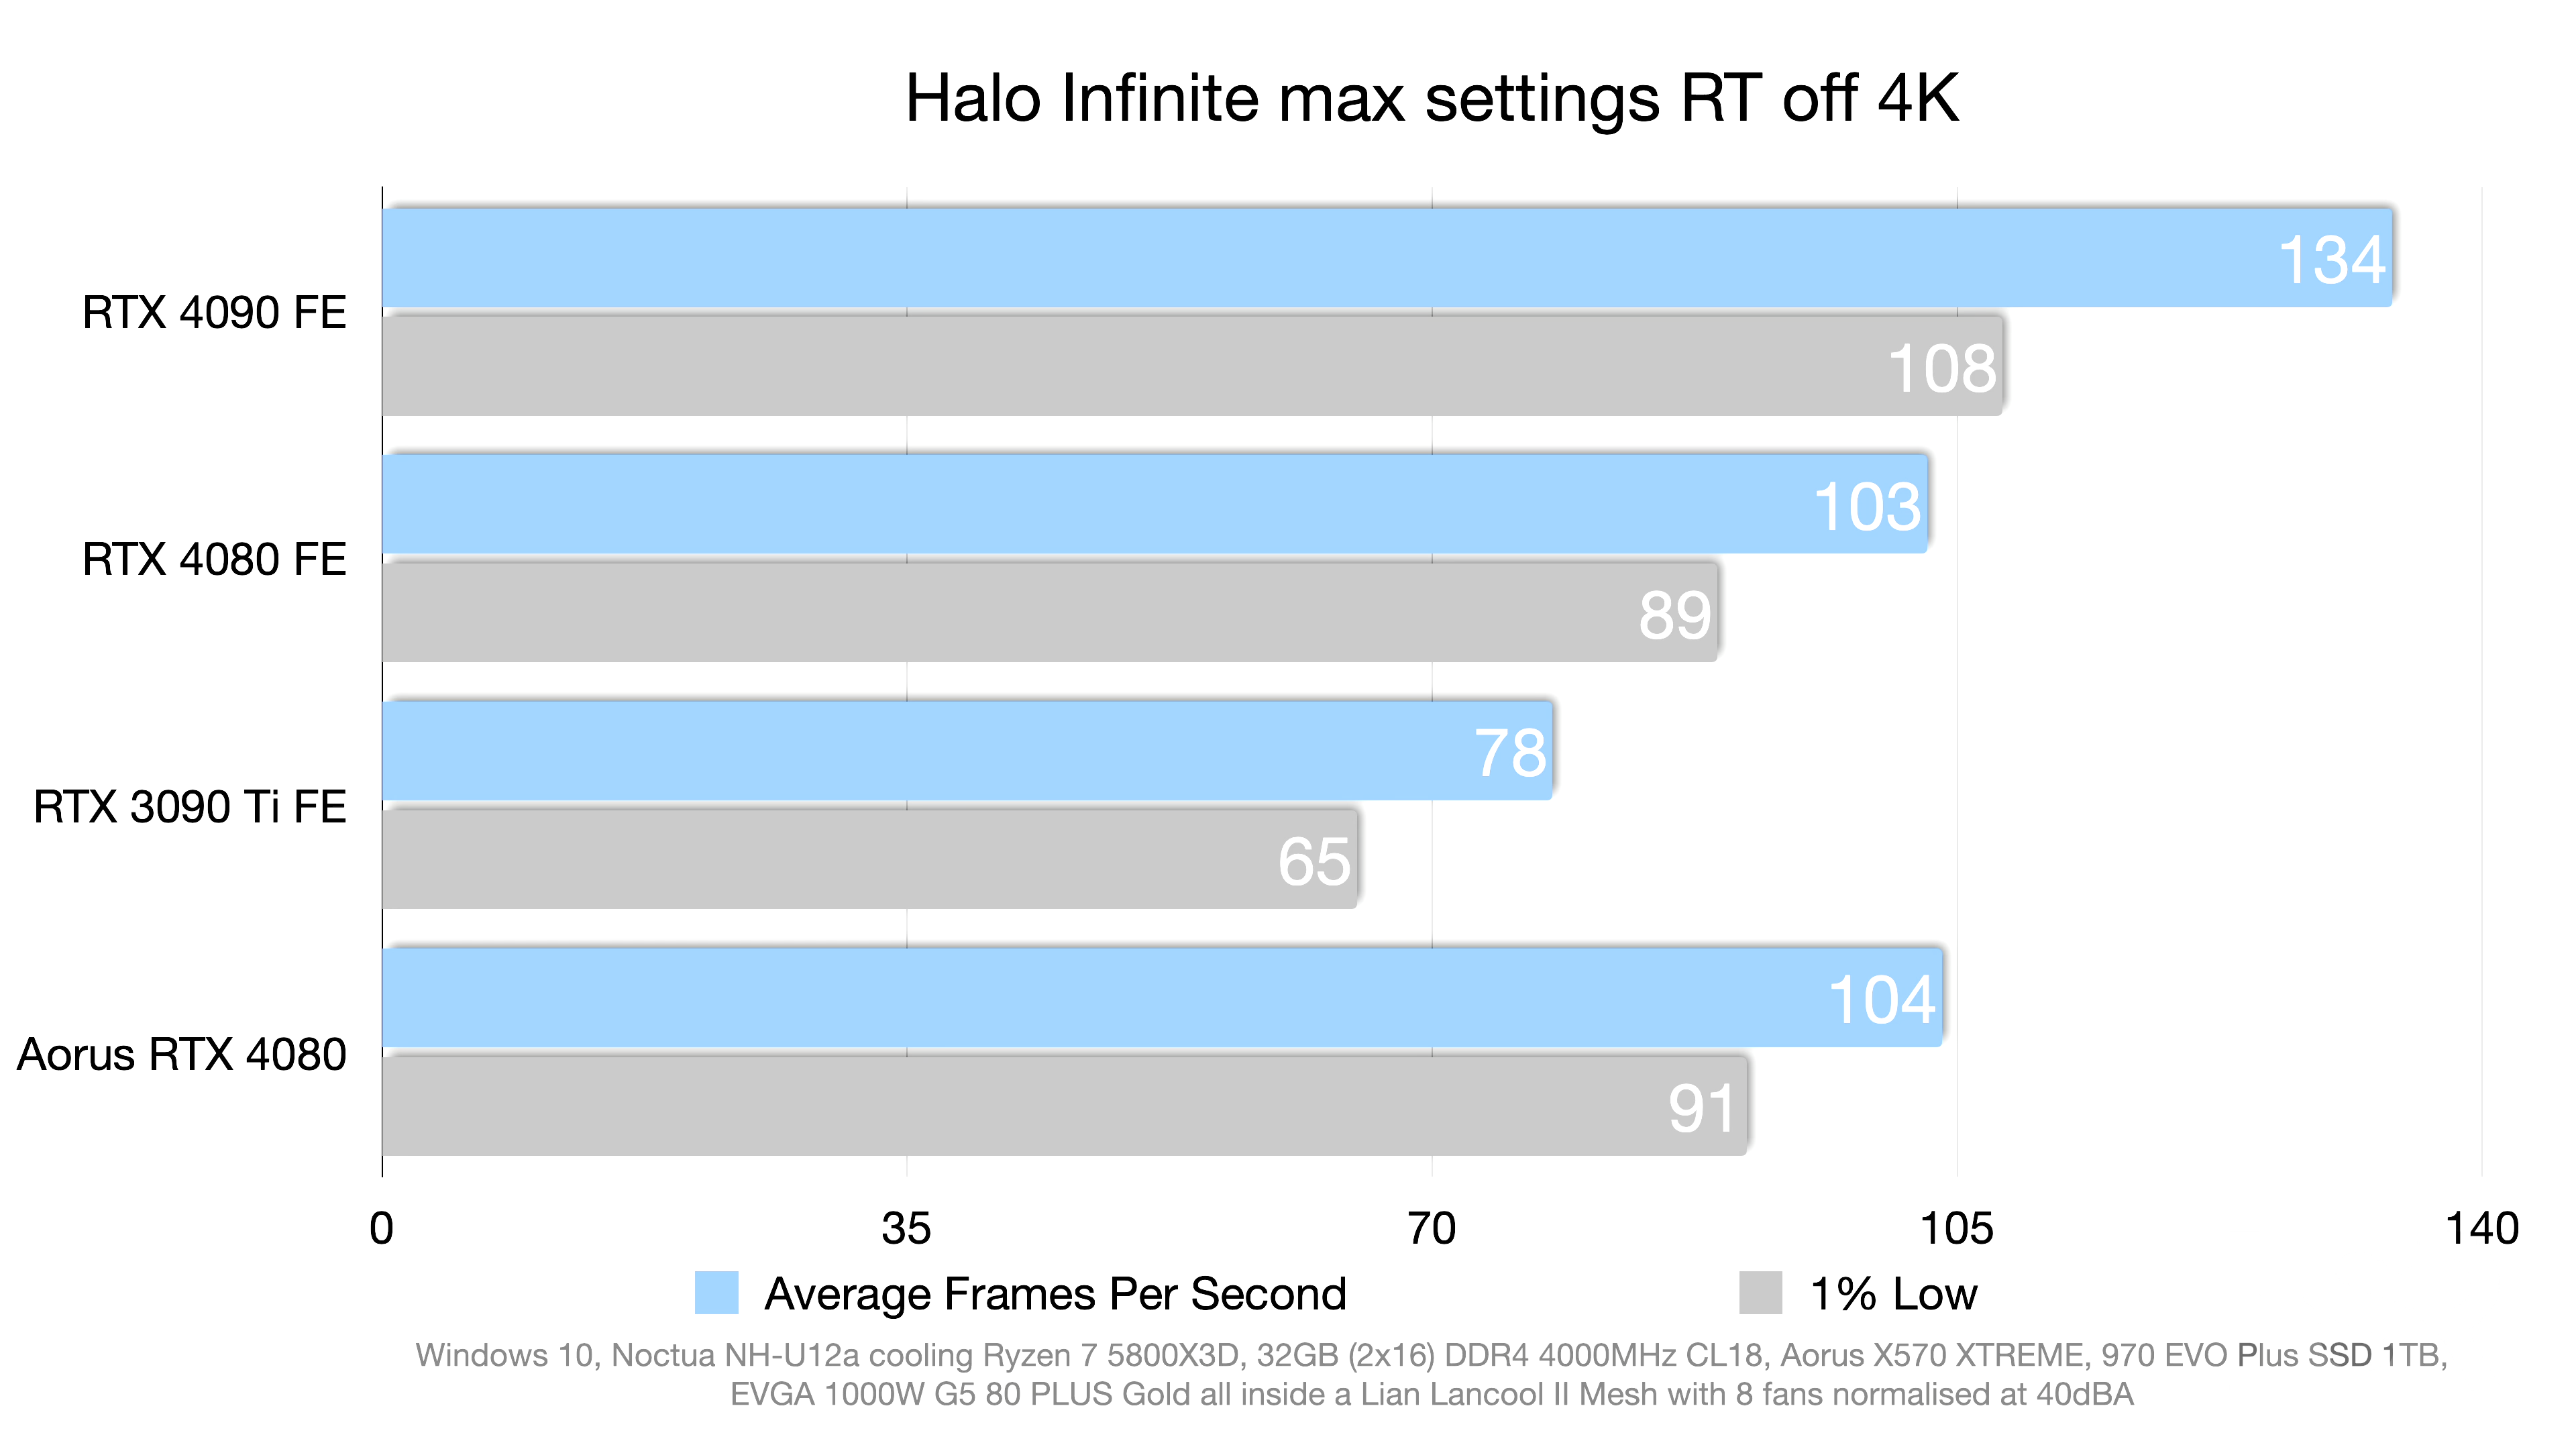 Halo Infinite max settings RT off 4K
RTX 4090 FE
134
108
RTX 4080 FE
103
89
RTX 3090 Ti FE
78
65
Aorus RTX 4080
104
91
0 35 70 105 140
Average Frames Per Second 1% Low
Windows 10, Noctua NH-U12a cooling Ryzen 7 5800X3D, 32GB (2x16) DDR4 4000MHz CL18, Aorus X570 XTREME, 970 EVO Plus SSD 1TB,
EVGA 1000W G5 80 PLUS Gold all inside a Lian Lancool II Mesh with 8 fans normalised at 40dBA